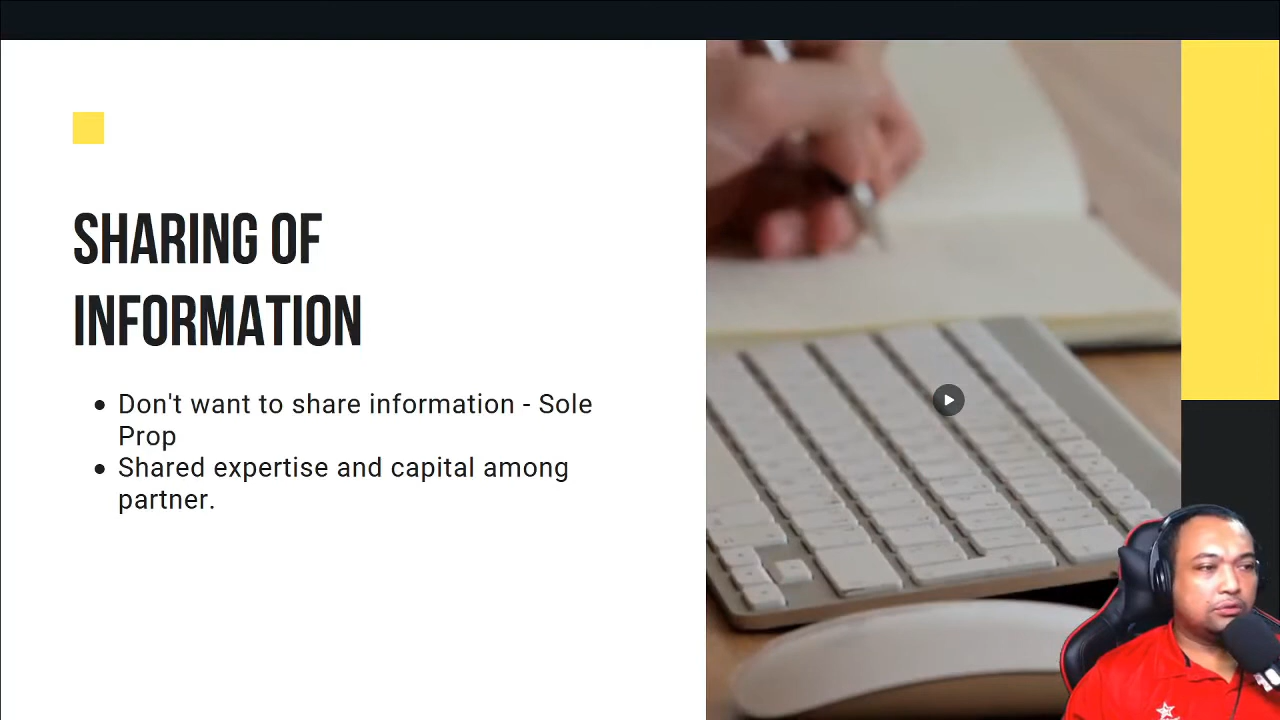 SHARING OF
INFORMATION
• Don't want to share information - Sole
Prop
• Shared expertise and capital among
partner.